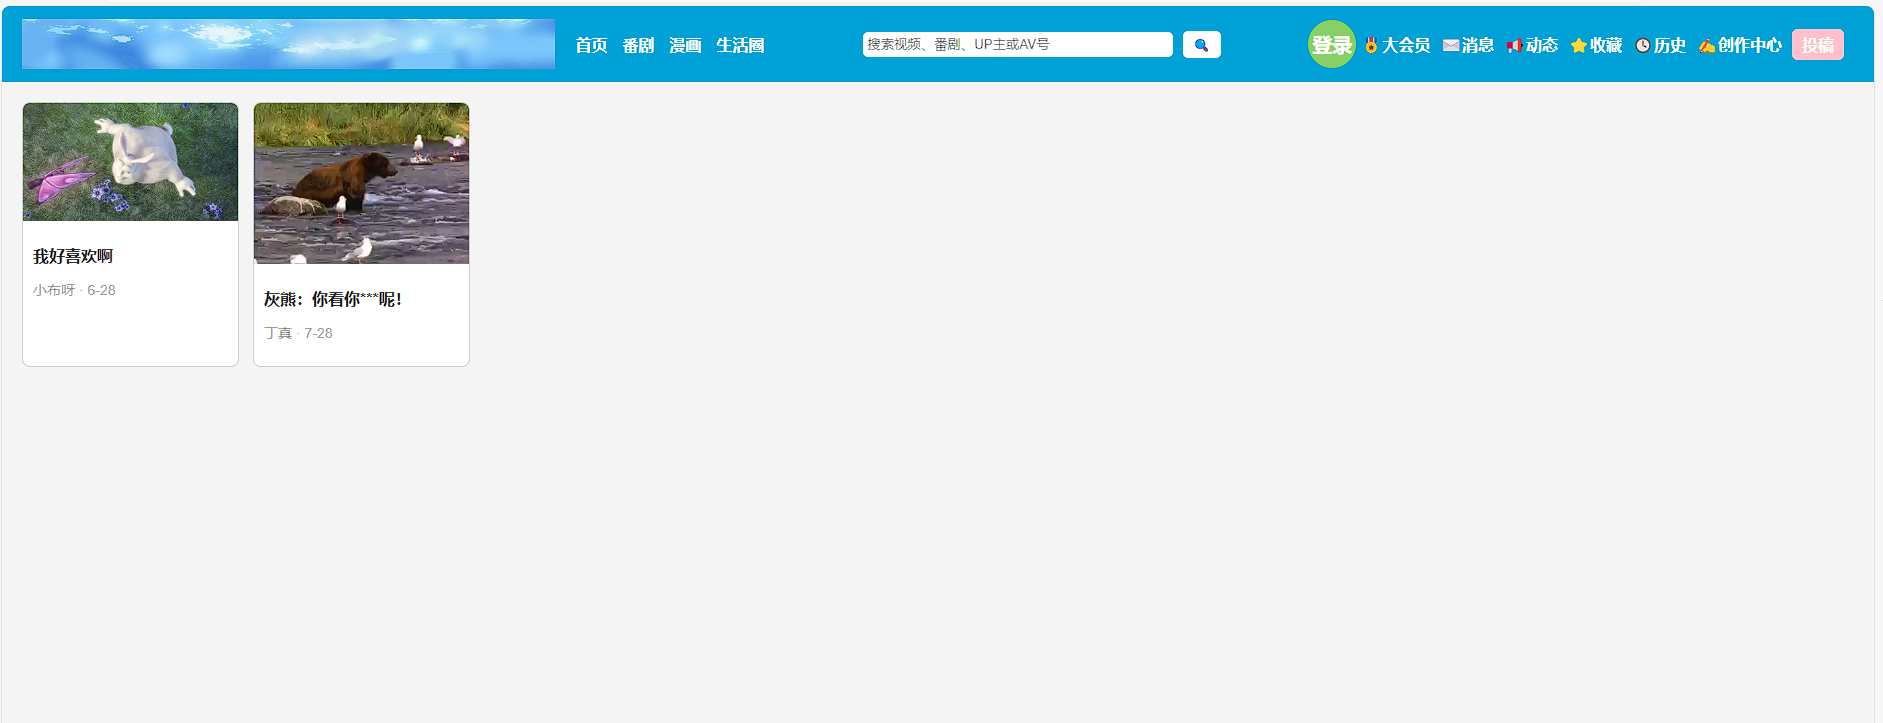 首页 番剧 漫画 生活圈
搜索视频、番剧、UP主或AV号
登录 大会员 消息 动态 收藏 历史 创作中心 投稿
我好喜欢啊
小布呀 · 6-28
灰熊：你看你***呢！
丁真 · 7-28